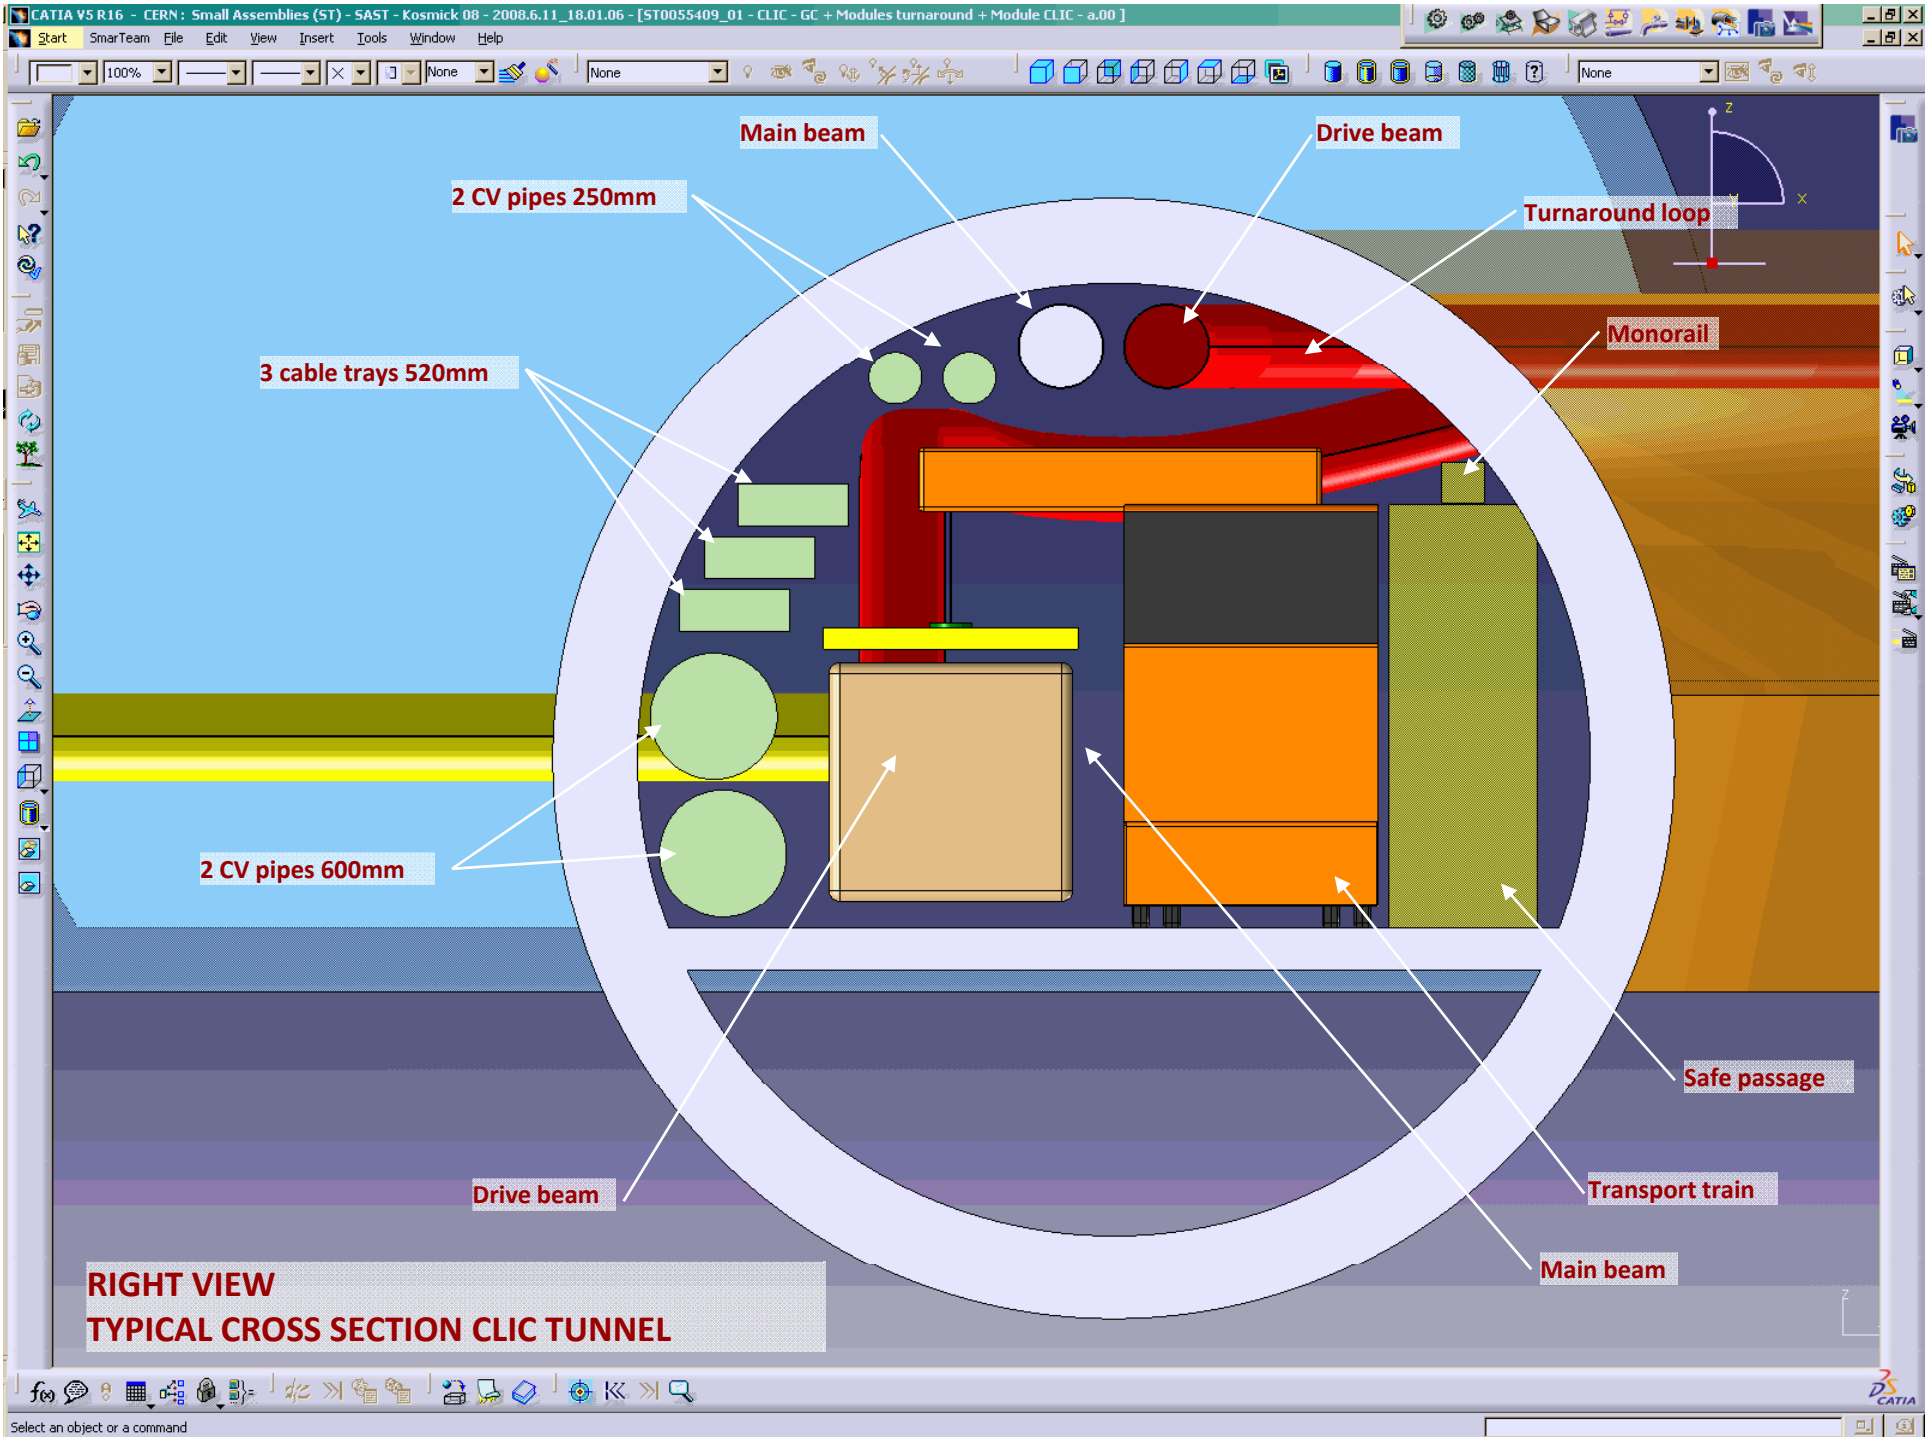 CATIA V5 R16 - CERN : Small Assemblies (ST) - SAST - Kosmick 08 - 2008.6.11_18.01.06 - [ST0055409_01 - CLIC - GC + Modules turnaround + Module CLIC - a.00 ]
Start SmarTeam File Edit View Insert Tools Window Help
100% None None None
Z
X
Y
Main beam
Drive beam
2 CV pipes 250mm
Turnaround loop
Monorail
3 cable trays 520mm
2 CV pipes 600mm
Safe passage
Drive beam
Transport train
Main beam
RIGHT VIEW
TYPICAL CROSS SECTION CLIC TUNNEL
Z
f(x)
DS
CATIA
Select an object or a command